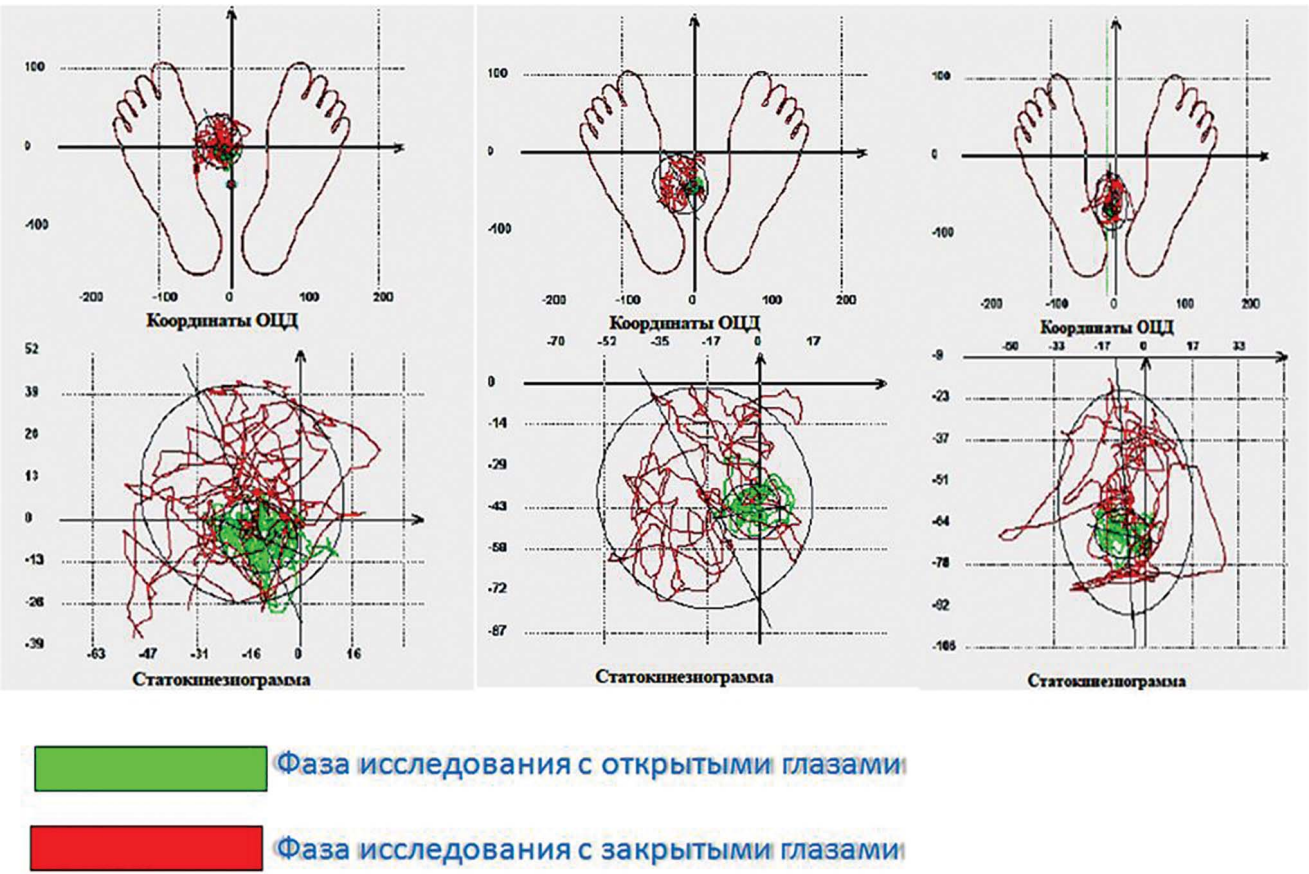 100
0
-100
-200 -100 0 100 200
Координаты ОЦД
100
0
-100
-200 -100 0 100 200
Координаты ОЦД
100
0
-100
-200 -100 0 100 200
Координаты ОЦД
52
39
26
13
0
-13
-26
-39
-63 -47 -31 -16 0 16
Статокинезиограмма
-70 -52 -35 -17 0 17
0
-14
-29
-43
-58
-72
-87
Статокинезиограмма
-50 -33 -17 0 17 33
-9
-23
-37
-51
-64
-78
-92
-106
Статокинезиограмма
Фаза исследования с открытыми глазами
Фаза исследования с закрытыми глазами